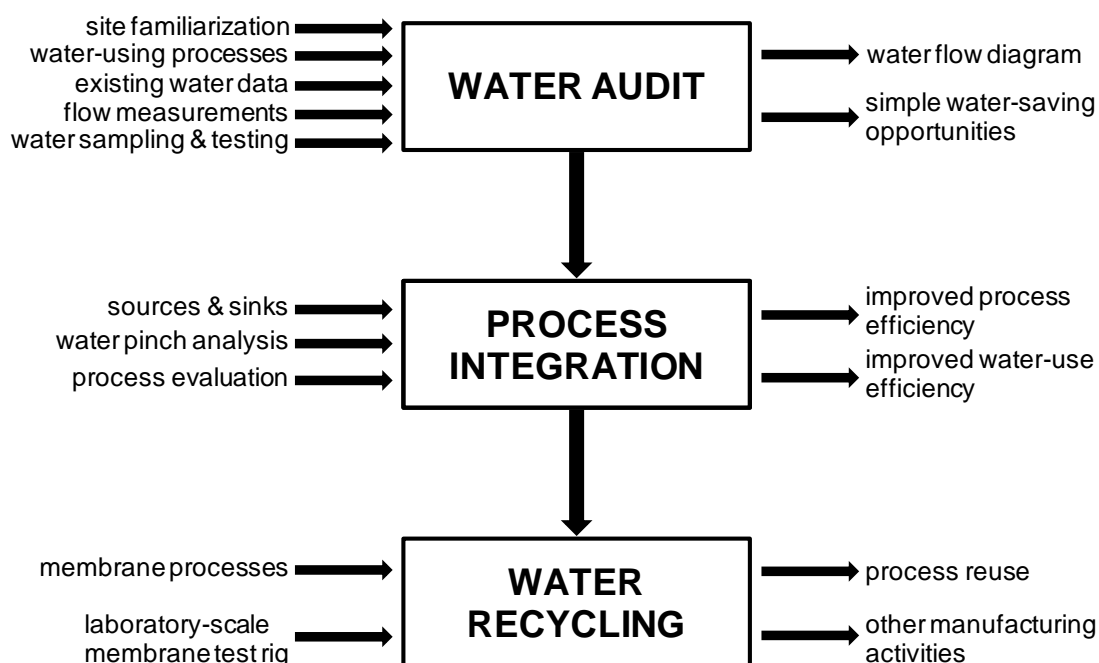 site familiarization
water-using processes
existing water data
flow measurements
water sampling & testing
WATER AUDIT
water flow diagram
simple water-saving
opportunities
sources & sinks
water pinch analysis
process evaluation
PROCESS
INTEGRATION
improved process
efficiency
improved water-use
efficiency
membrane processes
laboratory-scale
membrane test rig
WATER
RECYCLING
process reuse
other manufacturing
activities